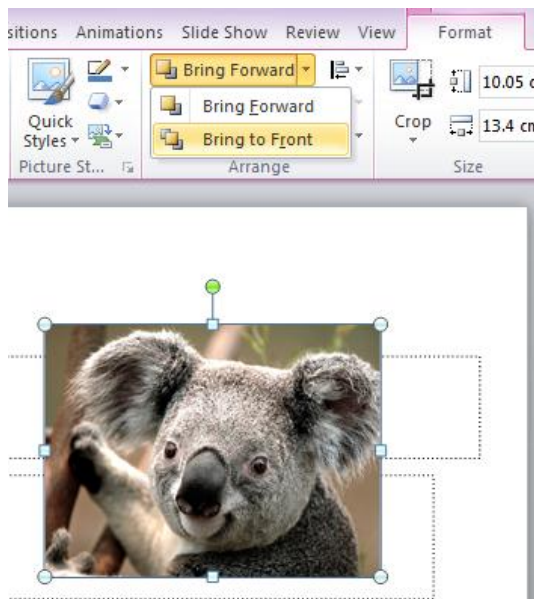 sitions Animations Slide Show Review View Format
Bring Forward
10.05 c
Bring Forward
Quick
Styles
Crop
13.4 cm
Bring to Front
Picture St... Arrange Size